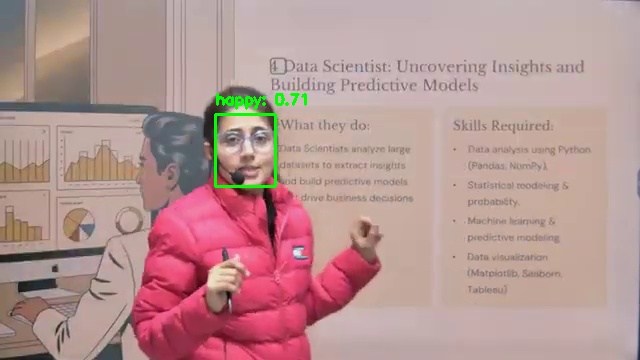 4 Data Scientist: Uncovering Insights and
Building Predictive Models
happy: 0.71
What they do:
Data Scientists analyze large
datasets to extract insights
and build predictive models
drive business decisions
Skills Required:
• Data analysis using Python
(Pandas, NumPy).
• Statistical modeling &
probability.
• Machine learning &
predictive modeling
• Data visualization
(Matplotlib, Seaborn,
Tableau)